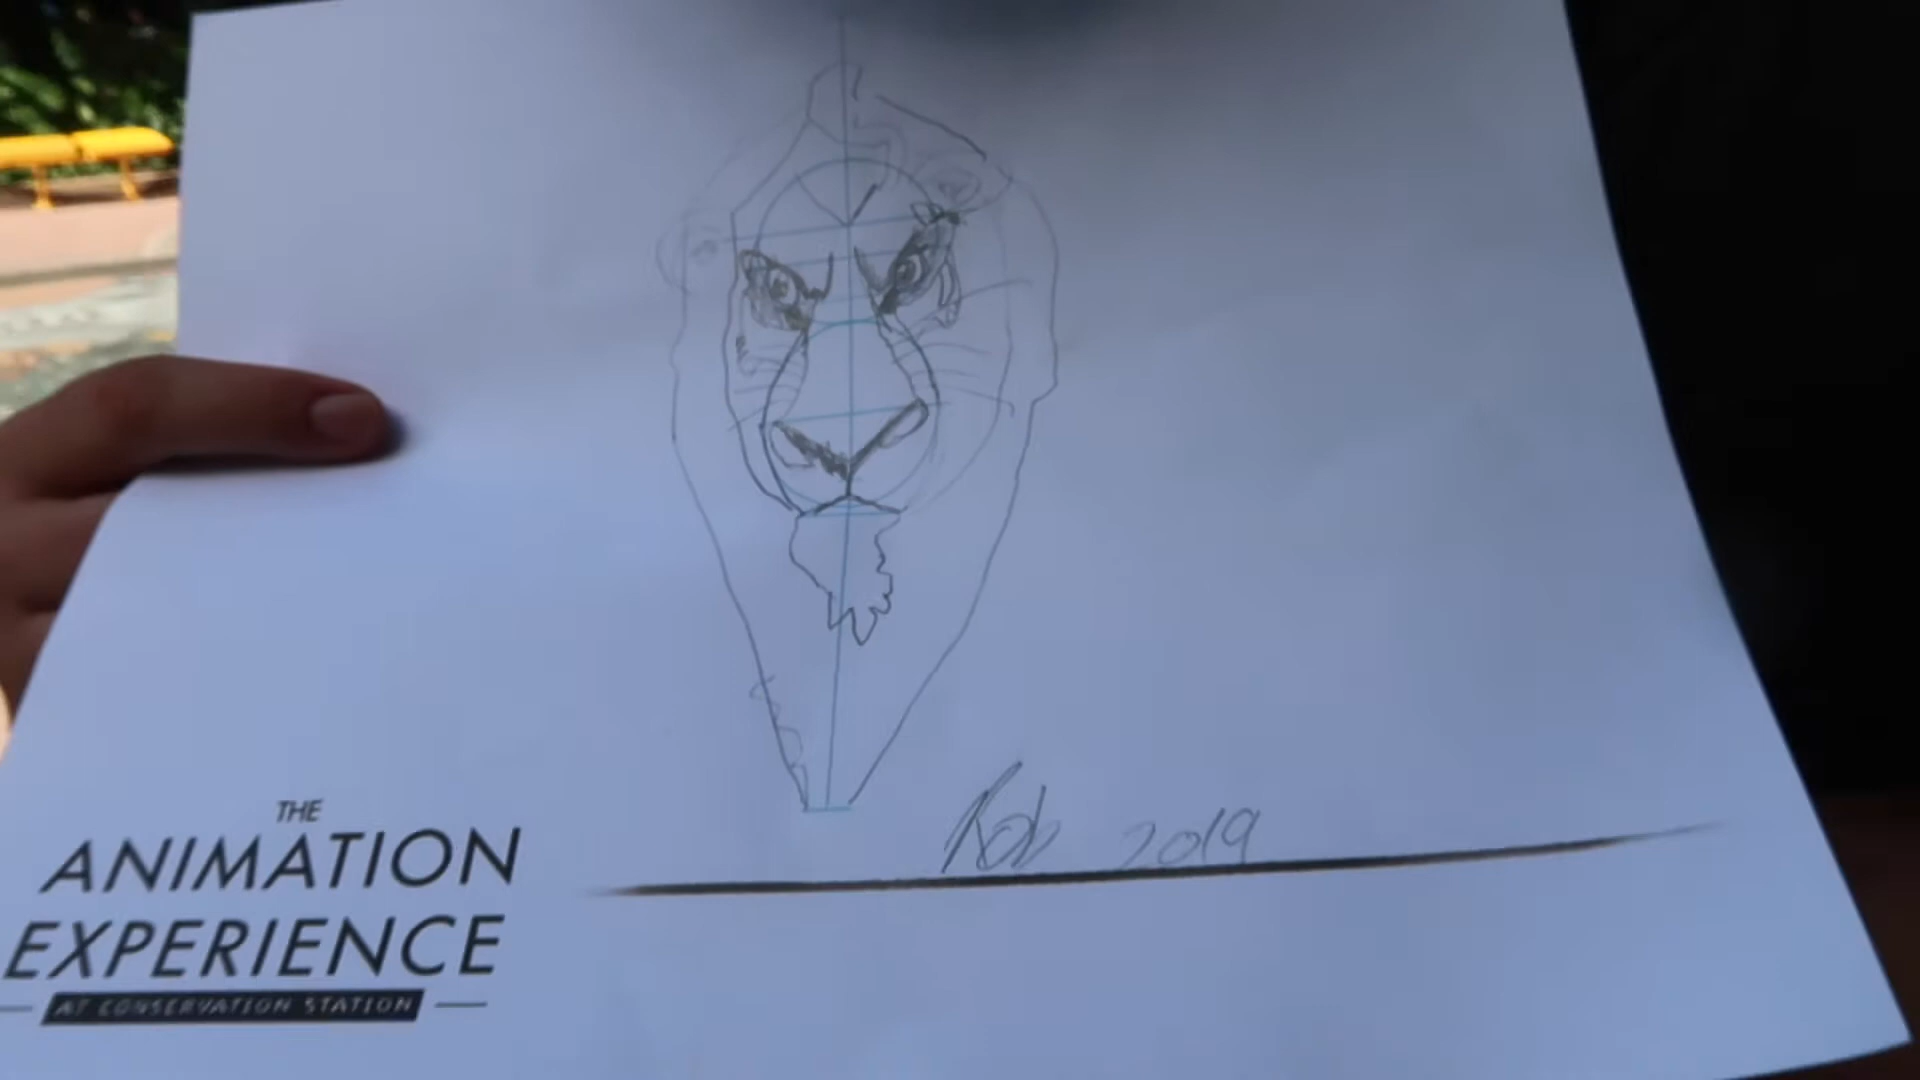 Rob 2019
THE
ANIMATION
EXPERIENCE
AT CONSERVATION STATION